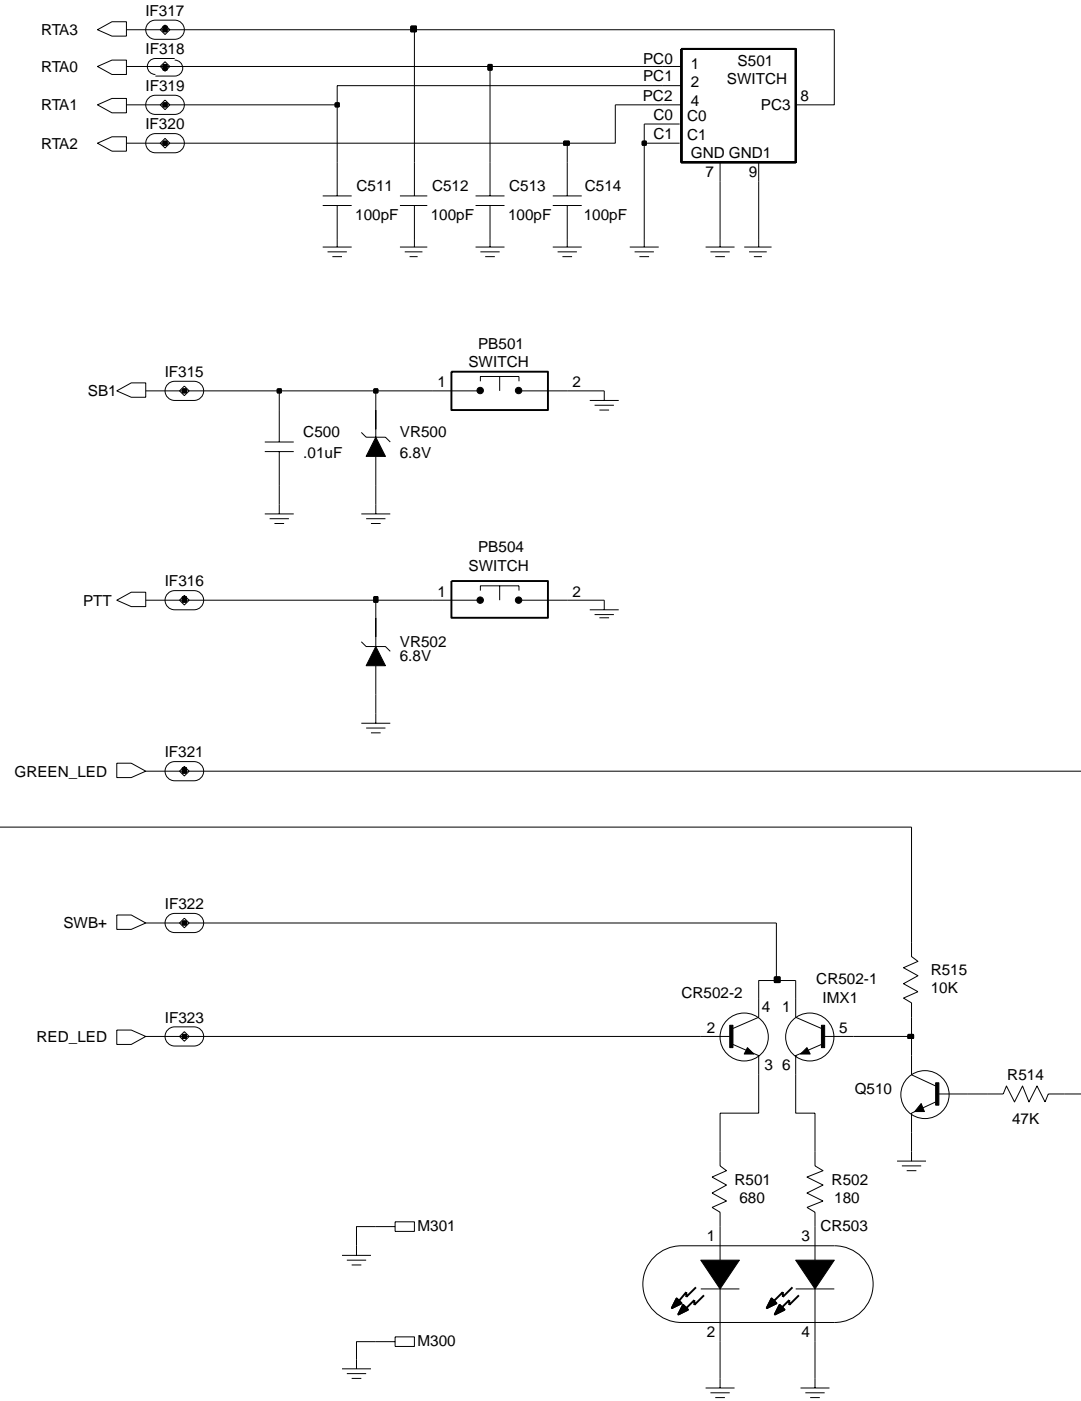 IF317
RTA3
IF318
RTA0
IF319
RTA1
IF320
RTA2
PC0
PC1
PC2
C0
C1
1
2
4
C0
C1
S501
SWITCH
PC3
8
GND GND1
7
9
C511
100pF
C512
100pF
C513
100pF
C514
100pF
PB501
SWITCH
IF315
SB1
1
2
C500
.01uF
VR500
6.8V
PB504
SWITCH
IF316
PTT
1
2
VR502
6.8V
IF321
GREEN_LED
IF322
SWB+
R515
10K
CR502-2
CR502-1
IMX1
4
1
IF323
RED_LED
2
5
3
6
Q510
R514
47K
R501
680
R502
180
CR503
1
3
2
4
M301
M300